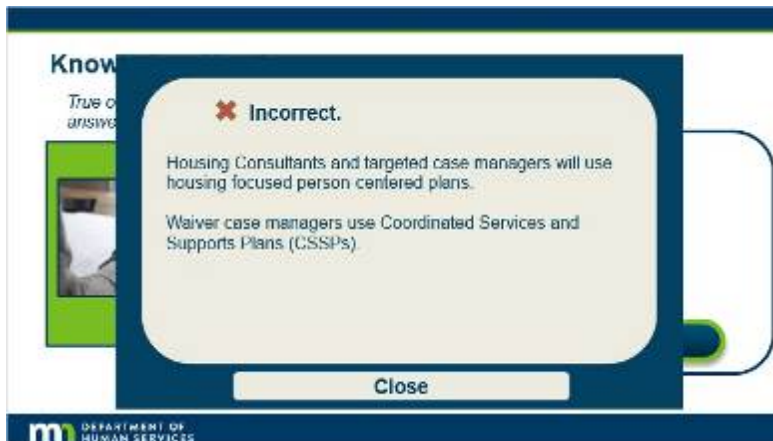 Know
True o
answe
Incorrect.
Housing Consultants and targeted case managers will use
housing focused person centered plans.
Waiver case managers use Coordinated Services and
Supports Plans (CSSPs).
Close
DEPARTMENT OF
HUMAN SERVICES